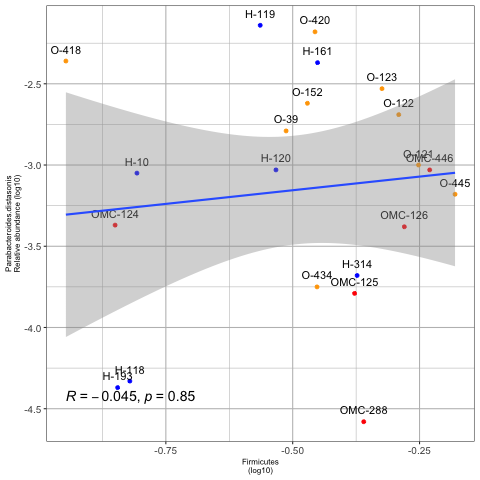 H-119
O-420
O-418
H-161
-2.5
O-123
O-152
O-122
O-39
-3.0
H-10
H-120
O-121
OMC-446
O-445
OMC-124
OMC-126
-3.5
H-314
O-434
OMC-125
-4.0
H-118
H-193
R = −0.045, p = 0.85
-4.5
OMC-288
-0.75
-0.50
-0.25
Firmicutes
(log10)
Parabacteroides.distasonis
Relative abundance (log10)